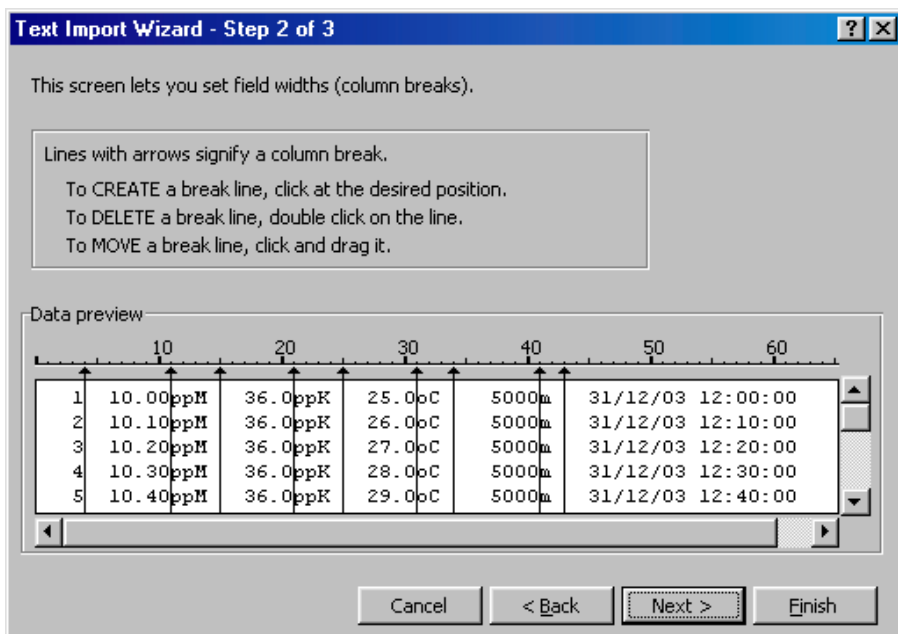 Text Import Wizard - Step 2 of 3
This screen lets you set field widths (column breaks).
Lines with arrows signify a column break.
To CREATE a break line, click at the desired position.
To DELETE a break line, double click on the line.
To MOVE a break line, click and drag it.
Data preview
10 20 30 40 50 60
1 10.00ppM 36.0ppK 25.0oC 5000m 31/12/03 12:00:00
2 10.10ppM 36.0ppK 26.0oC 5000m 31/12/03 12:10:00
3 10.20ppM 36.0ppK 27.0oC 5000m 31/12/03 12:20:00
4 10.30ppM 36.0ppK 28.0oC 5000m 31/12/03 12:30:00
5 10.40ppM 36.0ppK 29.0oC 5000m 31/12/03 12:40:00
Cancel < Back Next > Finish